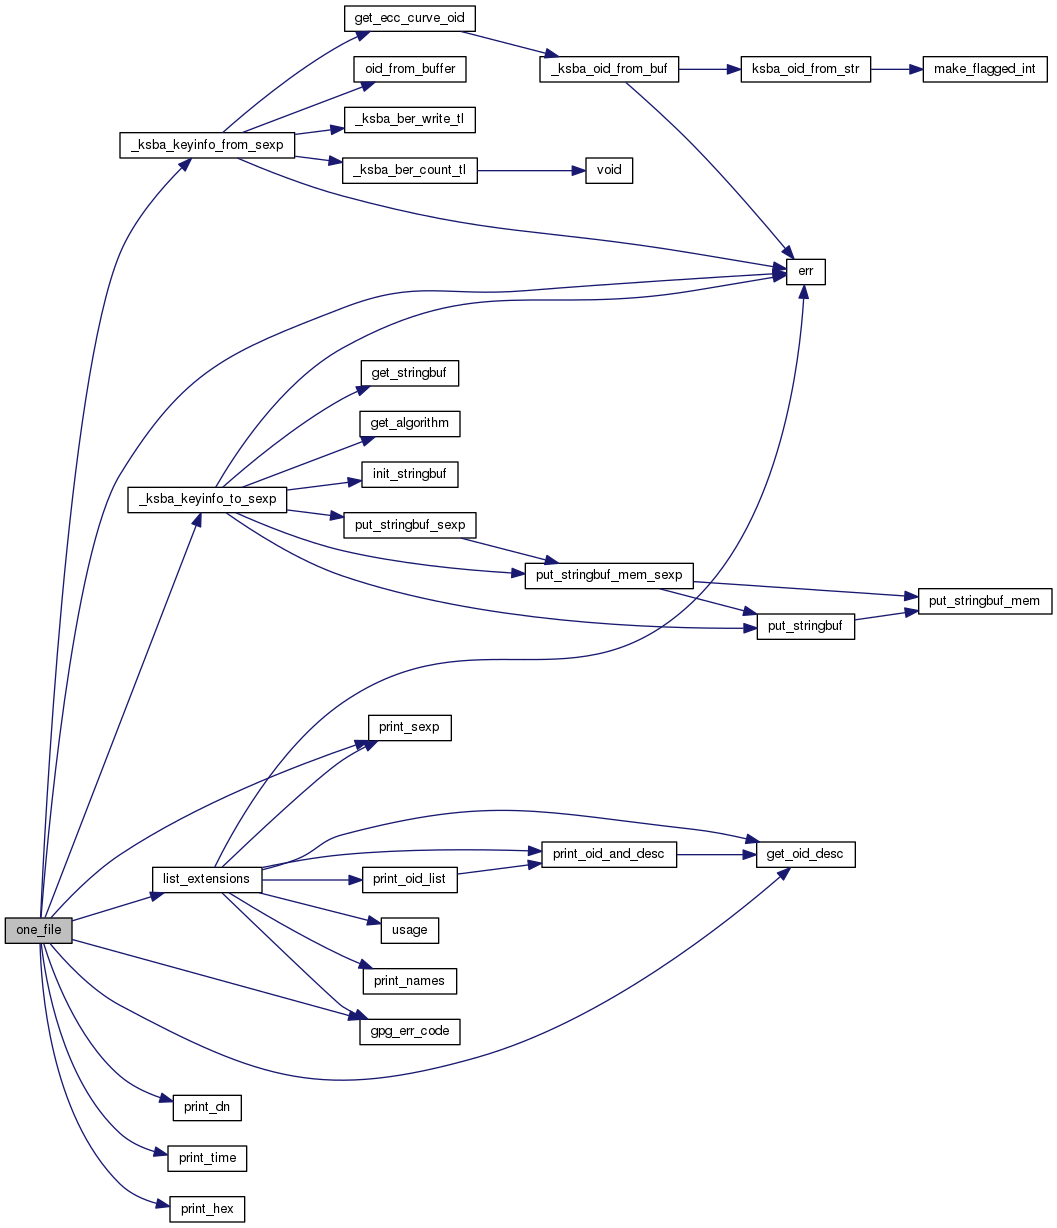 get_ecc_curve_oid
oid_from_buffer
_ksba_oid_from_buf
ksba_oid_from_str
make_flagged_int
_ksba_ber_write_tl
_ksba_keyinfo_from_sexp
_ksba_ber_count_tl
void
err
get_stringbuf
get_algorithm
init_stringbuf
_ksba_keyinfo_to_sexp
put_stringbuf_sexp
put_stringbuf_mem_sexp
put_stringbuf_mem
put_stringbuf
print_sexp
print_oid_and_desc
get_oid_desc
list_extensions
print_oid_list
one_file
usage
print_names
gpg_err_code
print_dn
print_time
print_hex